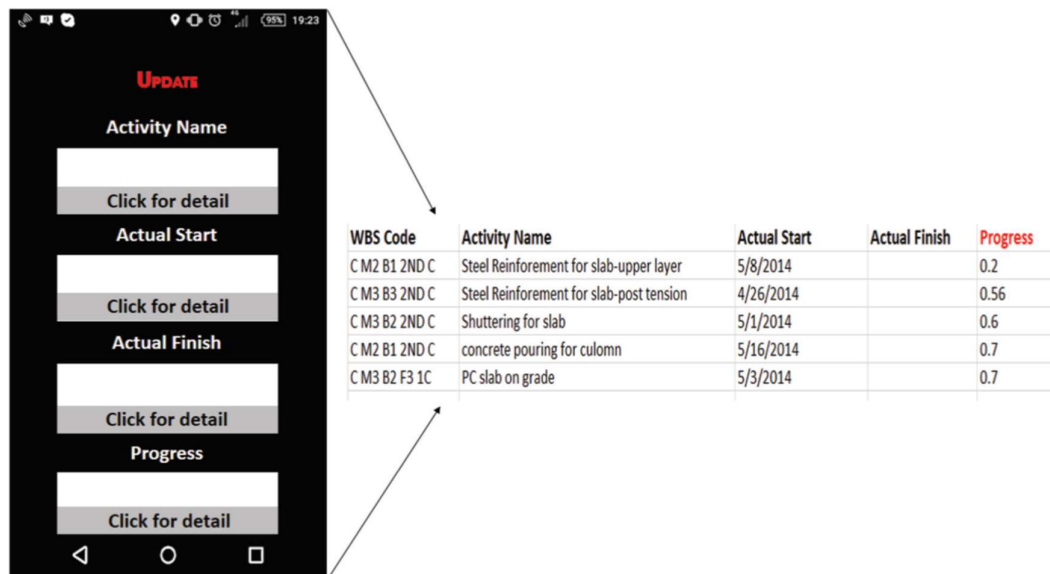 4G
95% 19:23
UPDATE
Activity Name
Click for detail
Actual Start
Click for detail
Actual Finish
Click for detail
Progress
Click for detail
WBS Code Activity Name Actual Start Actual Finish Progress
C M2 B1 2ND C Steel Reinforement for slab-upper layer 5/8/2014 0.2
C M3 B3 2ND C Steel Reinforement for slab-post tension 4/26/2014 0.56
C M3 B2 2ND C Shuttering for slab 5/1/2014 0.6
C M2 B1 2ND C concrete pouring for culomn 5/16/2014 0.7
C M3 B2 F3 1C PC slab on grade 5/3/2014 0.7